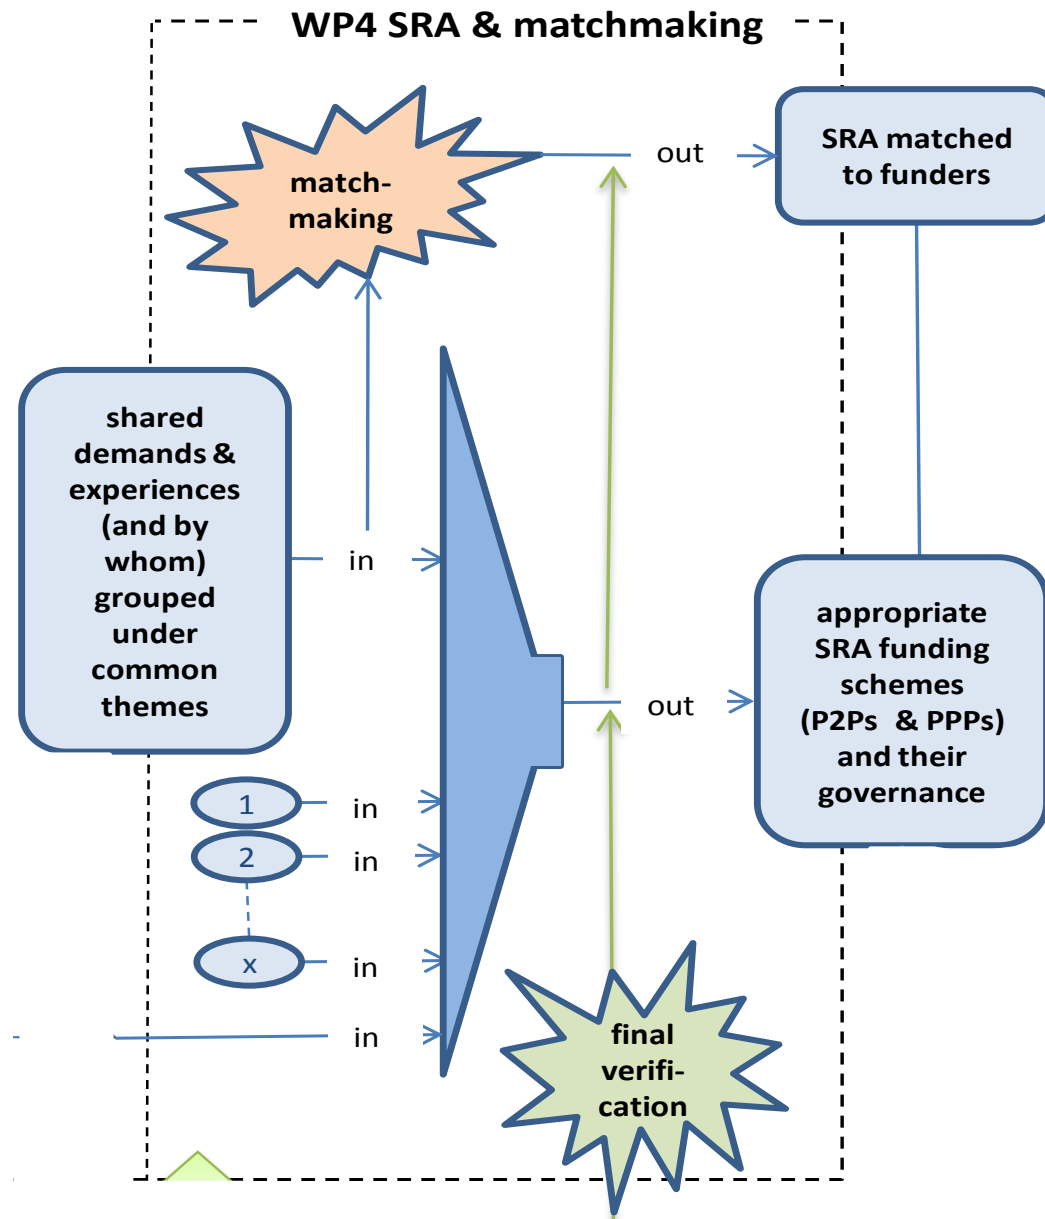 WP4 SRA & matchmaking
match-
making
out
SRA matched
to funders
shared
demands &
experiences
(and by
whom)
grouped
under
common
themes
in
out
appropriate
SRA funding
schemes
(P2Ps & PPPs)
and their
governance
1
in
2
in
x
in
in
final
verifi-
cation